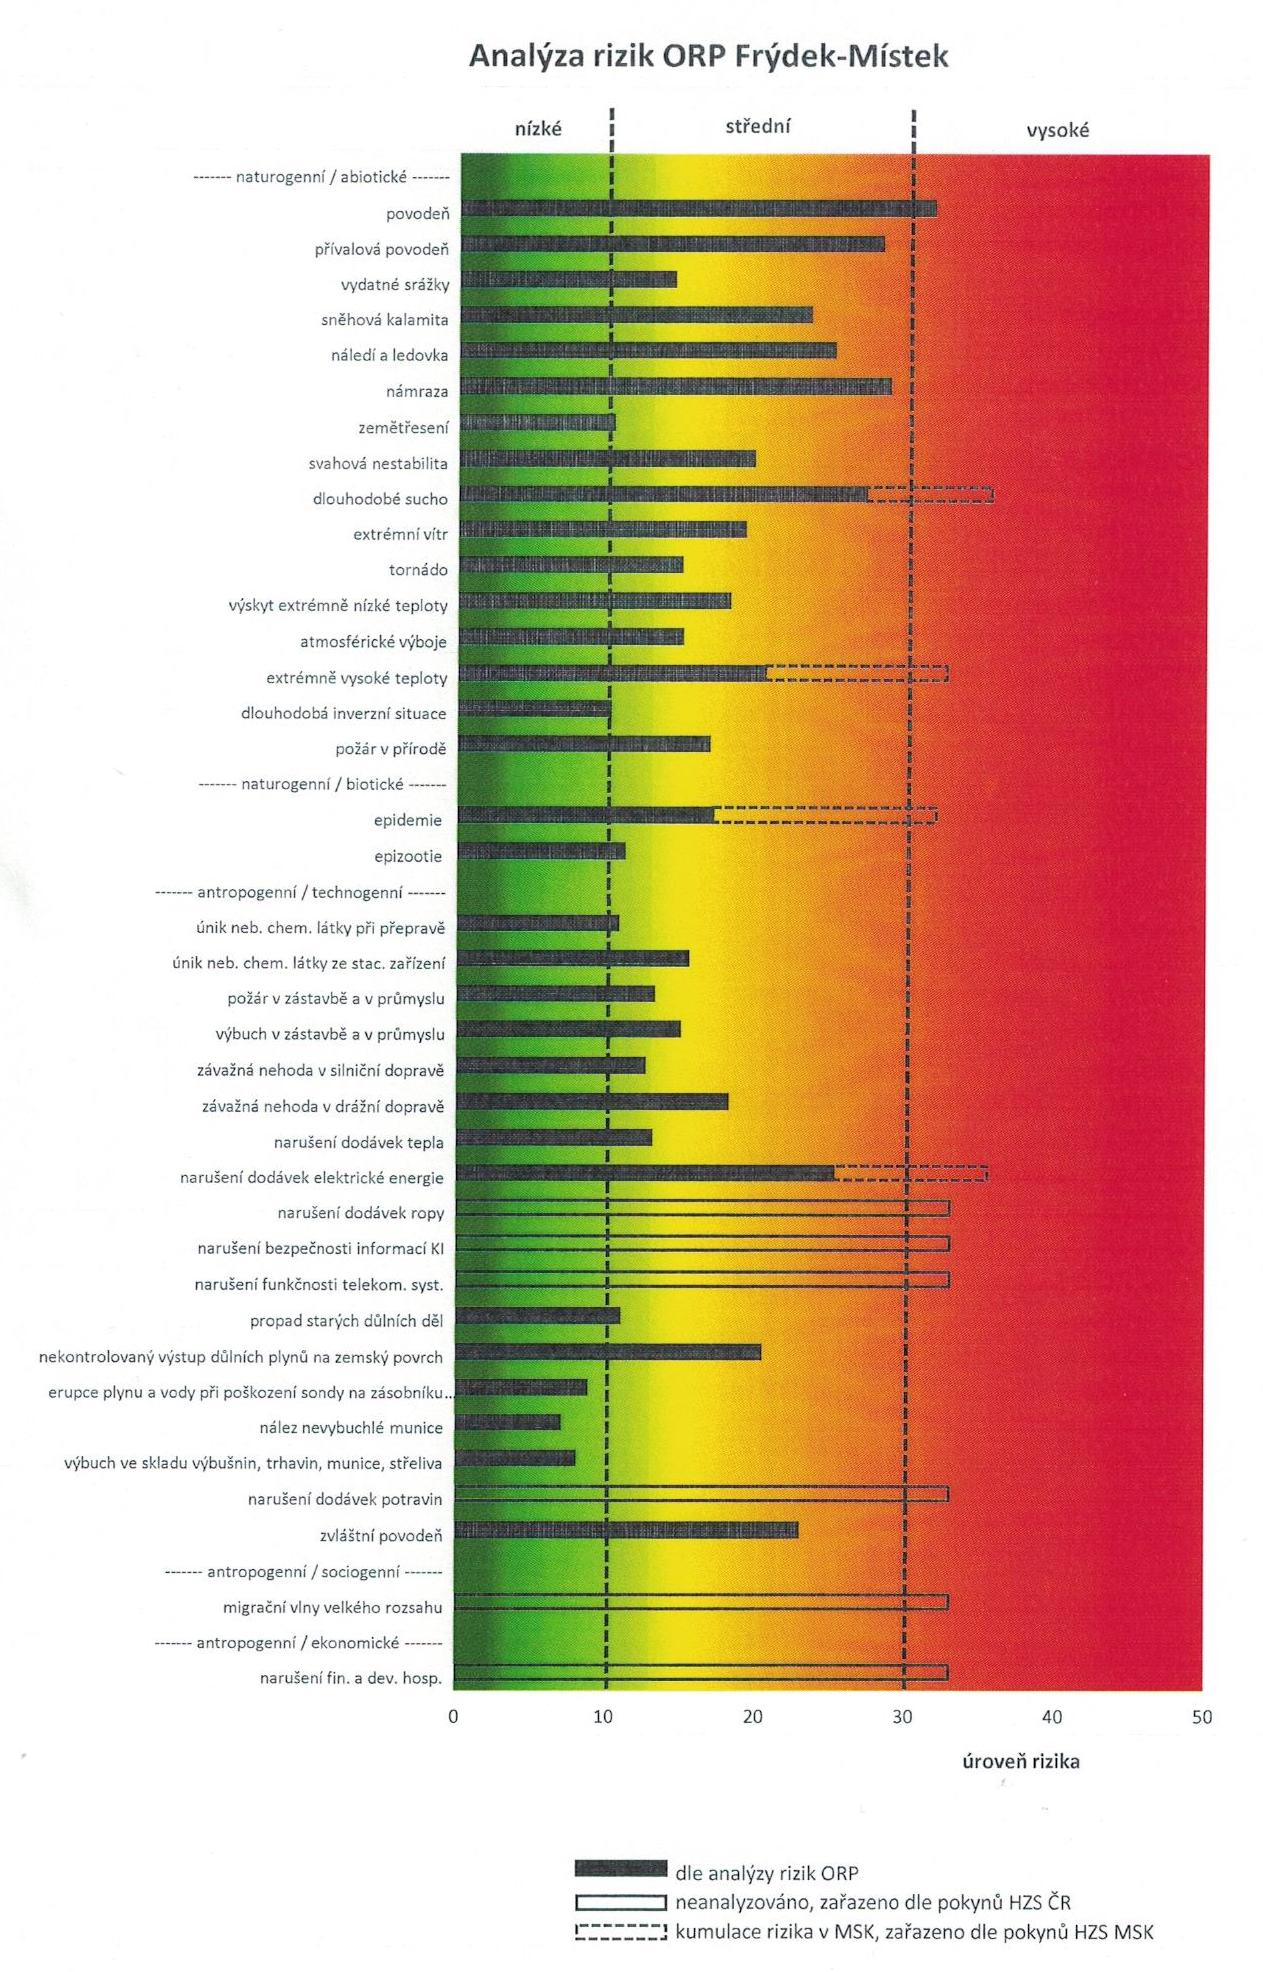 Analýza rizik ORP Frýdek-Místek
nízké střední vysoké
------- naturogenní / abiotické -------
povodeň
přívalová povodeň
vydatné srážky
sněhová kalamita
náledí a ledovka
námraza
zemětřesení
svahová nestabilita
dlouhodobé sucho
extrémní vítr
tornádo
výskyt extrémně nízké teploty
atmosférické výboje
extrémně vysoké teploty
dlouhodobá inverzní situace
požár v přírodě
------- naturogenní / biotické -------
epidemie
epizootie
------- antropogenní / technogenní -------
únik neb. chem. látky při přepravě
únik neb. chem. látky ze stac. zařízení
požár v zástavbě a v průmyslu
výbuch v zástavbě a v průmyslu
závažná nehoda v silniční dopravě
závažná nehoda v drážní dopravě
narušení dodávek tepla
narušení dodávek elektrické energie
narušení dodávek ropy
narušení bezpečnosti informací KI
narušení funkčnosti telekom. syst.
propad starých důlních děl
nekontrolovaný výstup důlních plynů na zemský povrch
erupce plynu a vody při poškození sondy na zásobníku...
nález nevybuchlé munice
výbuch ve skladu výbušnin, trhavin, munice, střeliva
narušení dodávek potravin
zvláštní povodeň
------- antropogenní / sociogenní -------
migrační vlny velkého rozsahu
------- antropogenní / ekonomické -------
narušení fin. a dev. hosp.
0 10 20 30 40 50
úroveň rizika
dle analýzy rizik ORP
neanalyzováno, zařazeno dle pokynů HZS ČR
kumulace rizika v MSK, zařazeno dle pokynů HZS MSK